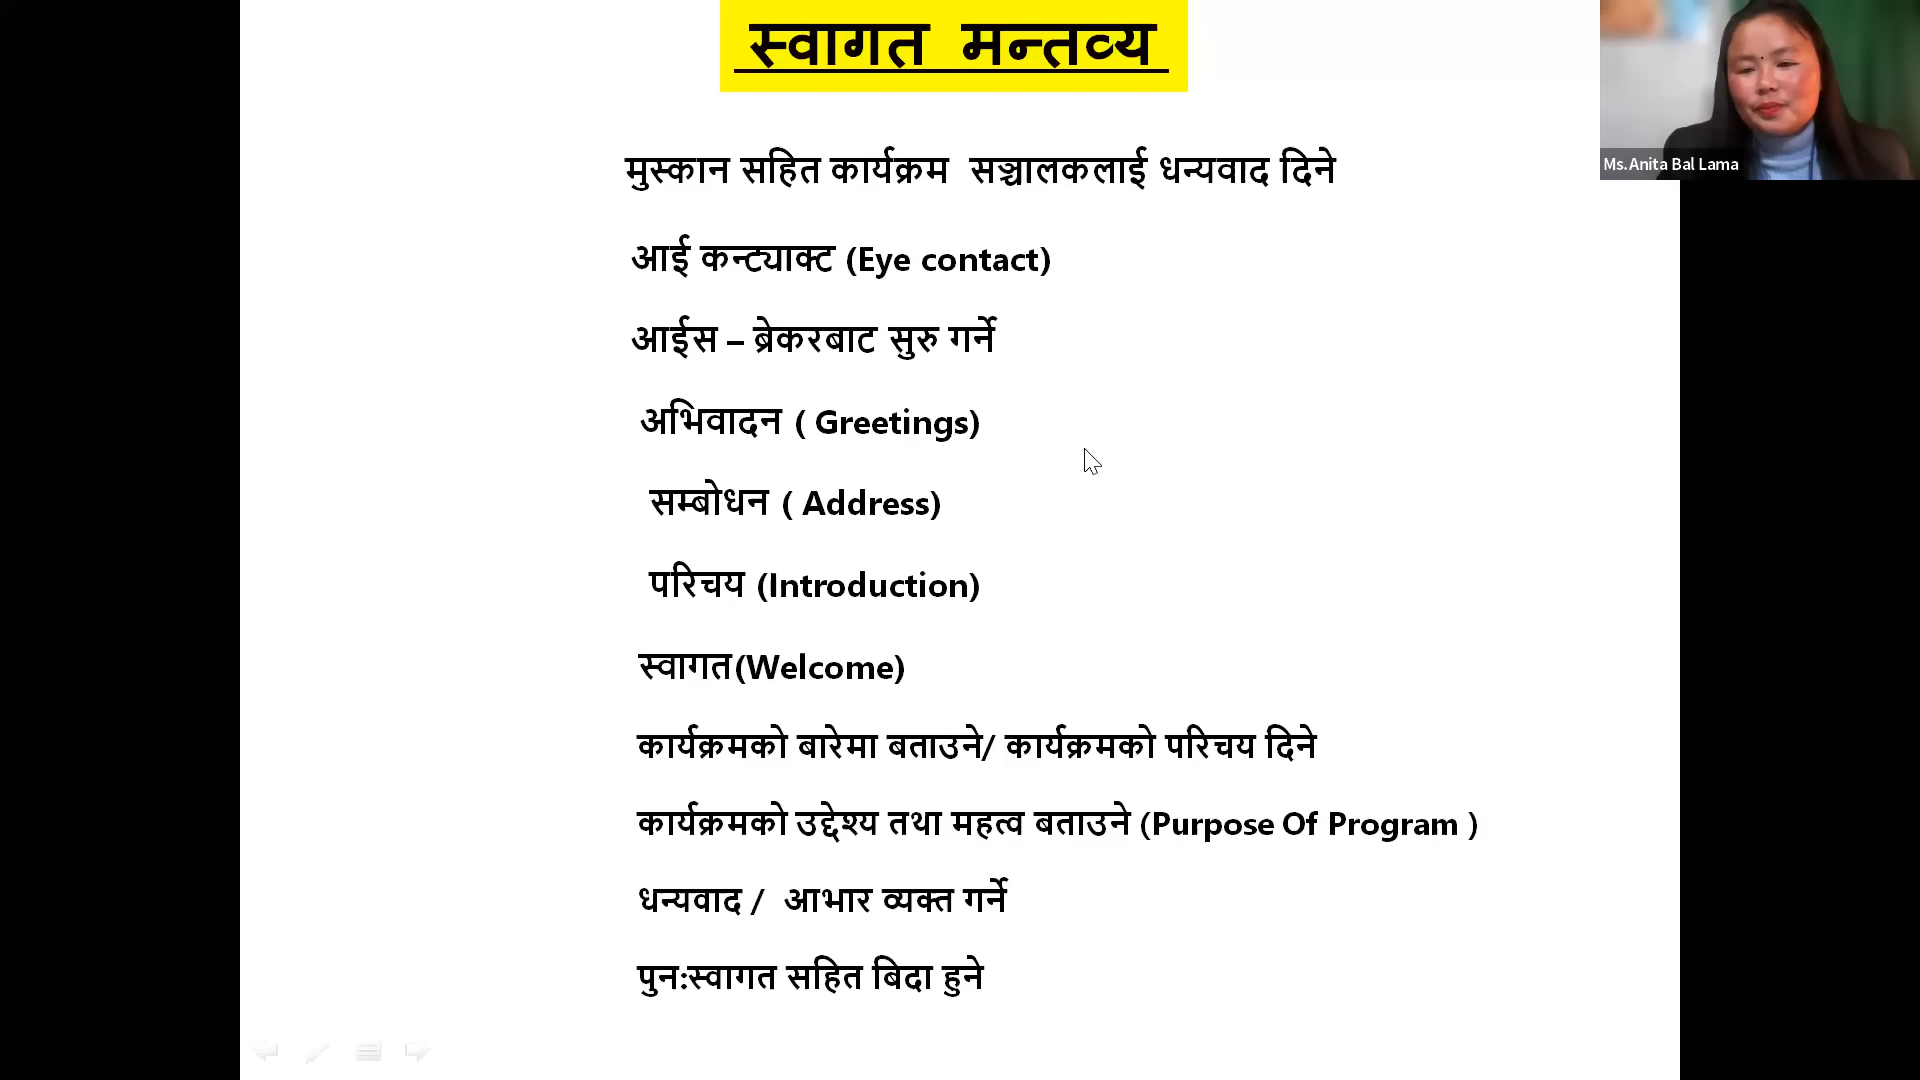 स्वागत मन्तव्य
Ms.Anita Bal Lama
मुस्कान सहित कार्यक्रम सञ्चालकलाई धन्यवाद दिने
आई कन्ट्याक्ट (Eye contact)
आईस – ब्रेकरबाट सुरु गर्ने
अभिवादन ( Greetings)
सम्बोधन ( Address)
परिचय (Introduction)
स्वागत(Welcome)
कार्यक्रमको बारेमा बताउने/ कार्यक्रमको परिचय दिने
कार्यक्रमको उद्देश्य तथा महत्व बताउने (Purpose Of Program )
धन्यवाद / आभार व्यक्त गर्ने
पुनःस्वागत सहित बिदा हुने